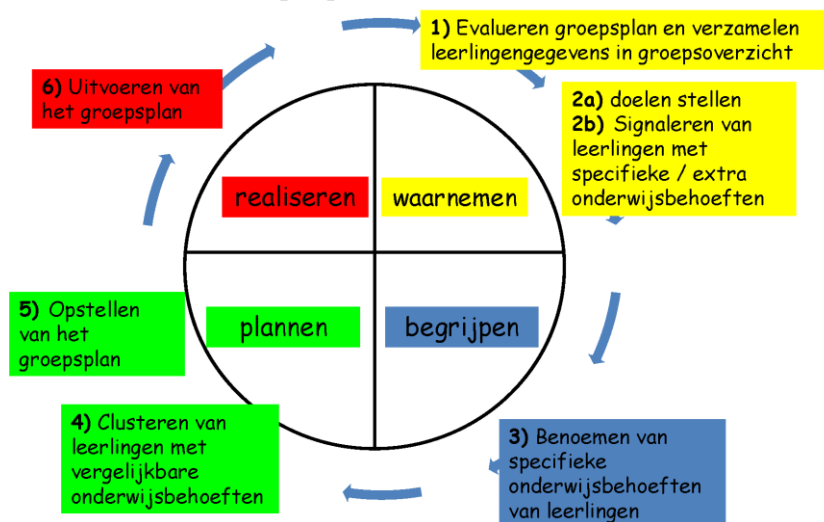 1) Evalueren groepsplan en verzamelen
leerlingengegevens in groepsoverzicht
2a) doelen stellen
2b) Signaleren van
leerlingen met
specifieke / extra
onderwijsbehoeften
3) Benoemen van
specifieke
onderwijsbehoeften
van leerlingen
4) Clusteren van
leerlingen met
vergelijkbare
onderwijsbehoeften
5) Opstellen
van het
groepsplan
6) Uitvoeren van
het groepsplan
realiseren
waarnemen
plannen
begrijpen